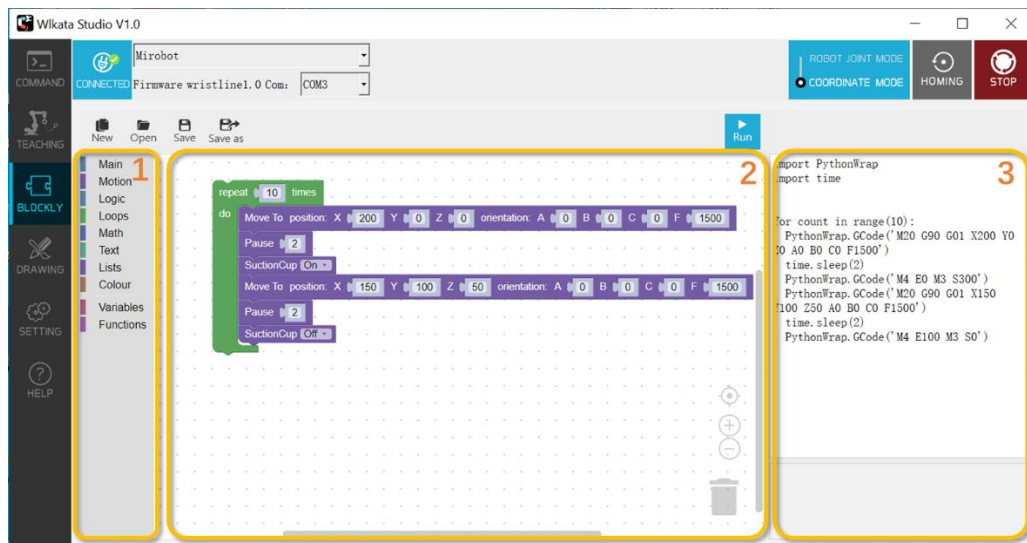 Wlkata Studio V1.0
COMMAND
CONNECTED
Mirobot
Firmware wristline1.0 Com: COM3
ROBOT JOINT MODE
COORDINATE MODE
HOMING
STOP
TEACHING
BLOCKLY
DRAWING
SETTING
HELP
New Open Save Save as
Run
1
Main
Motion
Logic
Loops
Math
Text
Lists
Colour
Variables
Functions
2
repeat 10 times
do Move To position: X 200 Y 0 Z 0 orientation: A 0 B 0 C 0 F 1500
Pause 2
SuctionCup On
Move To position: X 150 Y 100 Z 50 orientation: A 0 B 0 C 0 F 1500
Pause 2
SuctionCup Off
3
import PythonWrap
import time
for count in range(10):
PythonWrap.GCode('M20 G90 G01 X200 Y0
Z0 A0 B0 C0 F1500')
time.sleep(2)
PythonWrap.GCode('M4 E0 M3 S300')
PythonWrap.GCode('M20 G90 G01 X150
Y100 Z50 A0 B0 C0 F1500')
time.sleep(2)
PythonWrap.GCode('M4 E100 M3 S0')